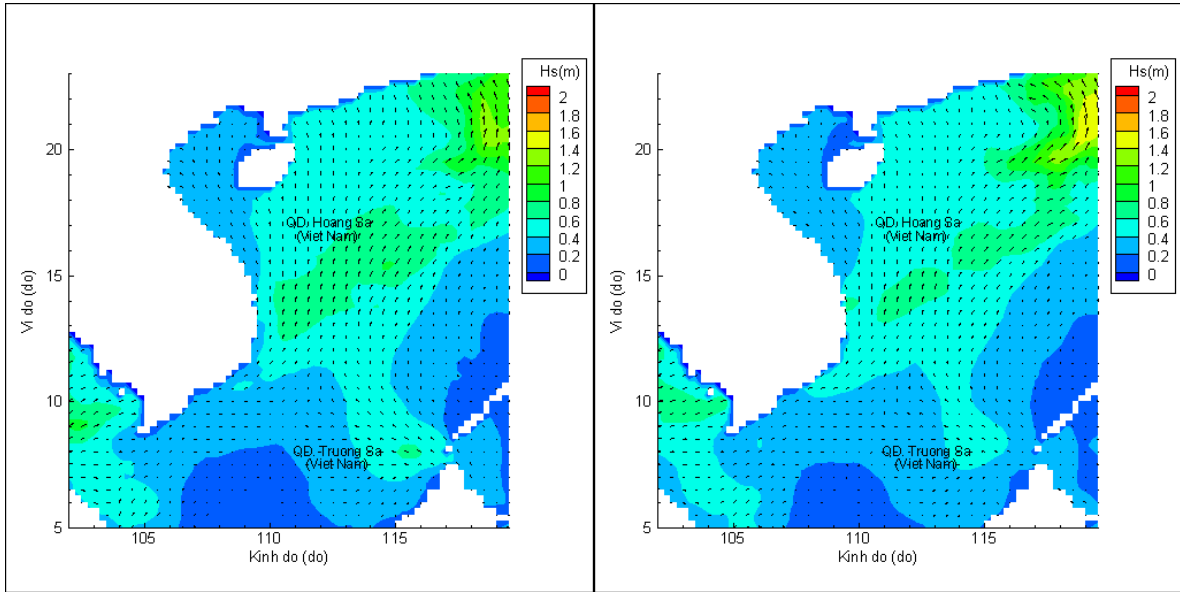 Hs(m)
2
1.8
1.6
1.4
1.2
1
0.8
0.6
0.4
0.2
0
20
15
10
5
Vi do (do)
QD. Hoang Sa
(Viet Nam)
QD. Truong Sa
(Viet Nam)
105
110
115
Kinh do (do)
Hs(m)
2
1.8
1.6
1.4
1.2
1
0.8
0.6
0.4
0.2
0
20
15
10
5
Vi do (do)
QD. Hoang Sa
(Viet Nam)
QD. Truong Sa
(Viet Nam)
105
110
115
Kinh do (do)